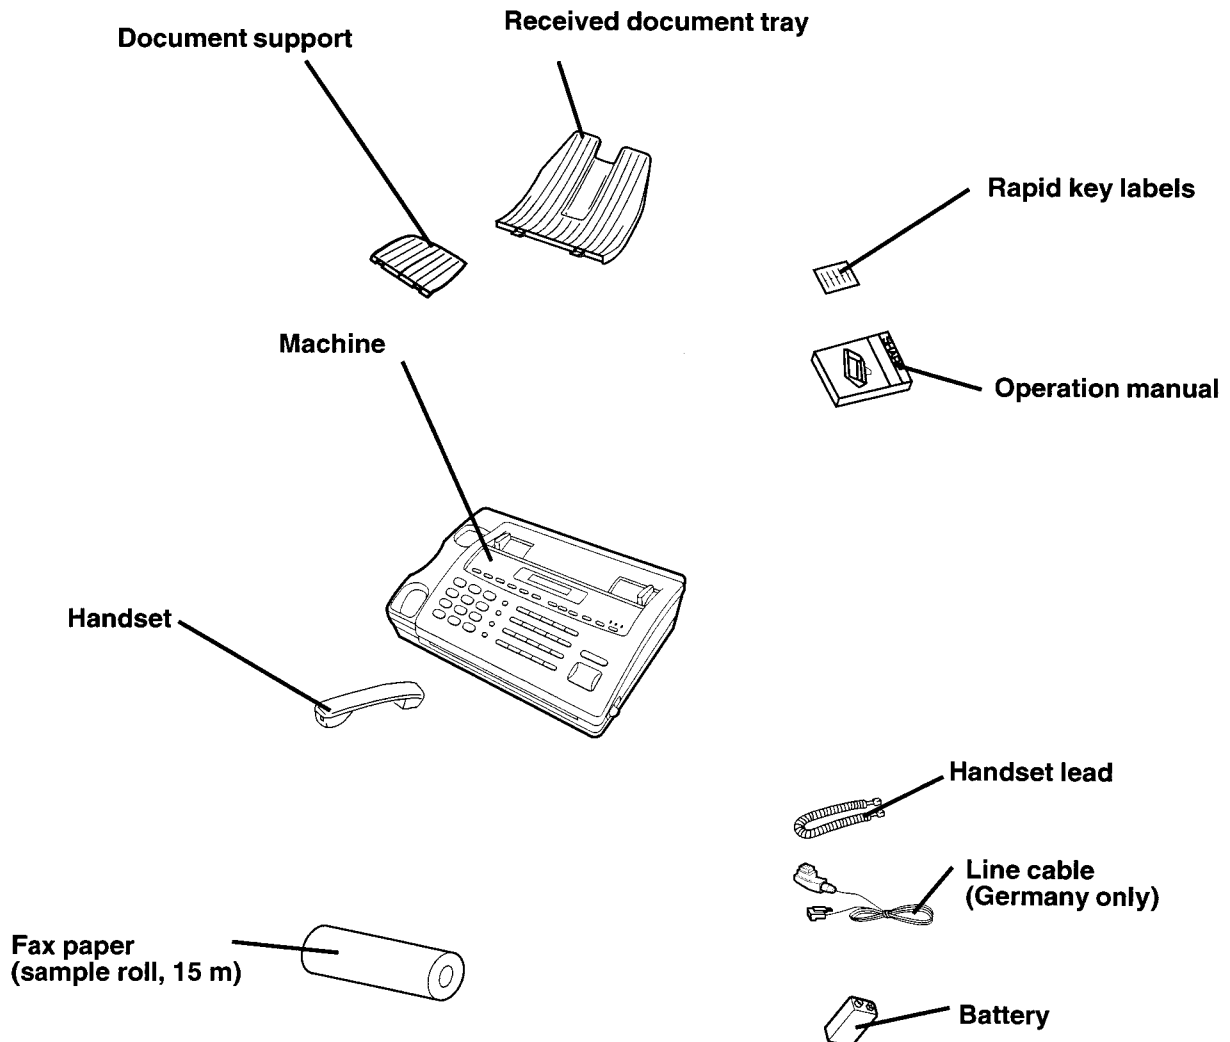 Received document tray
Document support
Rapid key labels
Machine
Operation manual
Handset
Handset lead
Line cable
(Germany only)
Fax paper
(sample roll, 15 m)
Battery